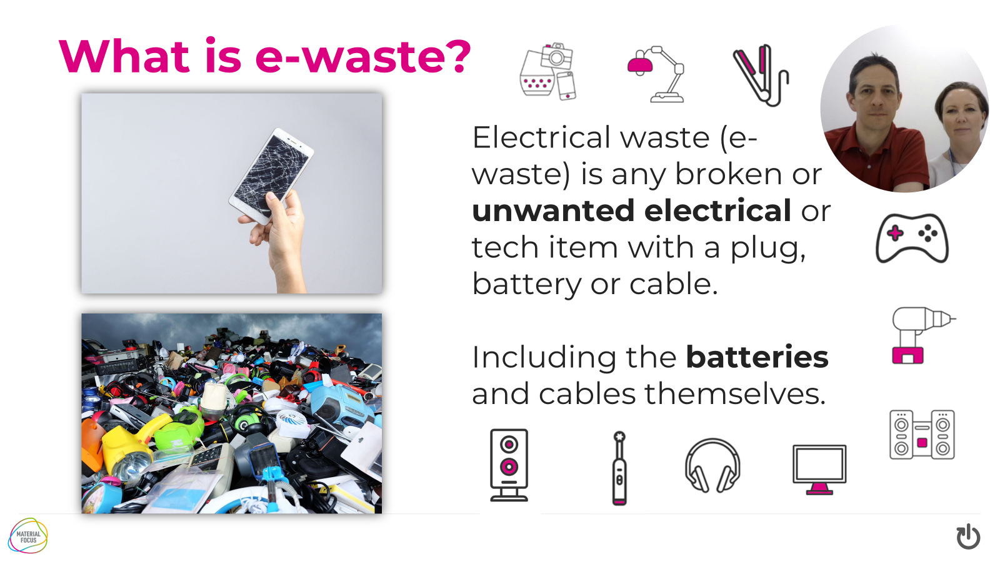 What is e-waste?
Electrical waste (e-
waste) is any broken or
unwanted electrical or
tech item with a plug,
battery or cable.
Including the batteries
and cables themselves.
MATERIAL
FOCUS